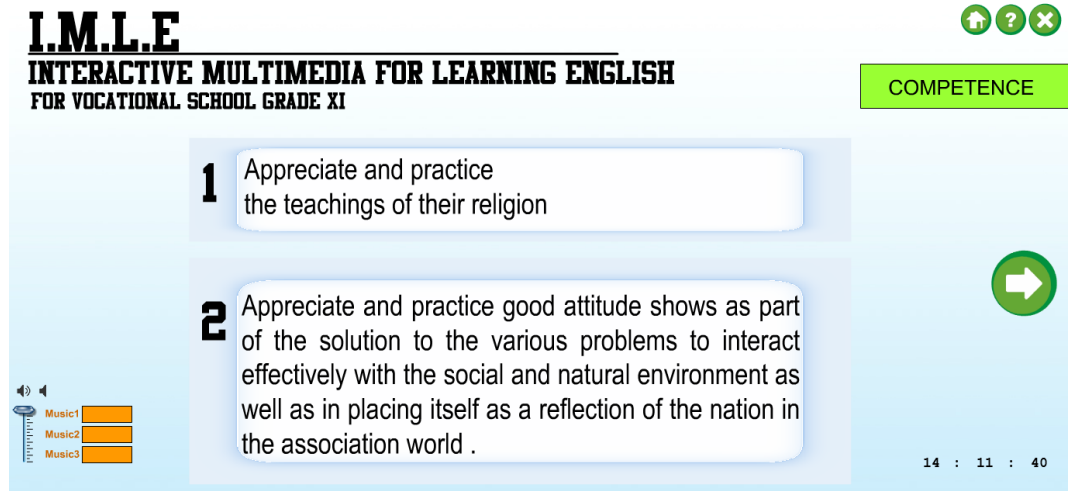 I.M.L.E
INTERACTIVE MULTIMEDIA FOR LEARNING ENGLISH
FOR VOCATIONAL SCHOOL GRADE XI
?
COMPETENCE
1
Appreciate and practice
the teachings of their religion
2
Appreciate and practice good attitude shows as part
of the solution to the various problems to interact
effectively with the social and natural environment as
well as in placing itself as a reflection of the nation in
the association world .
Music1
Music2
Music3
14 : 11 : 40